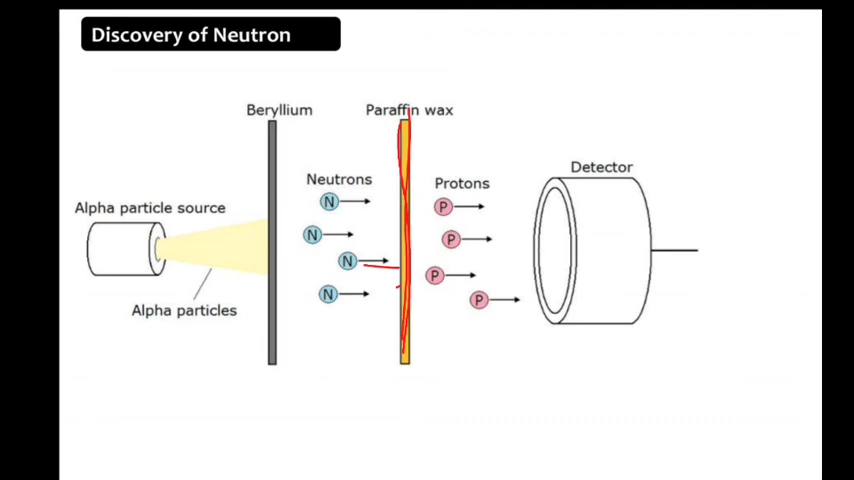 Discovery of Neutron
Beryllium
Paraffin wax
Alpha particle source
Neutrons
Protons
Detector
N
P
N
P
N
P
N
P
Alpha particles